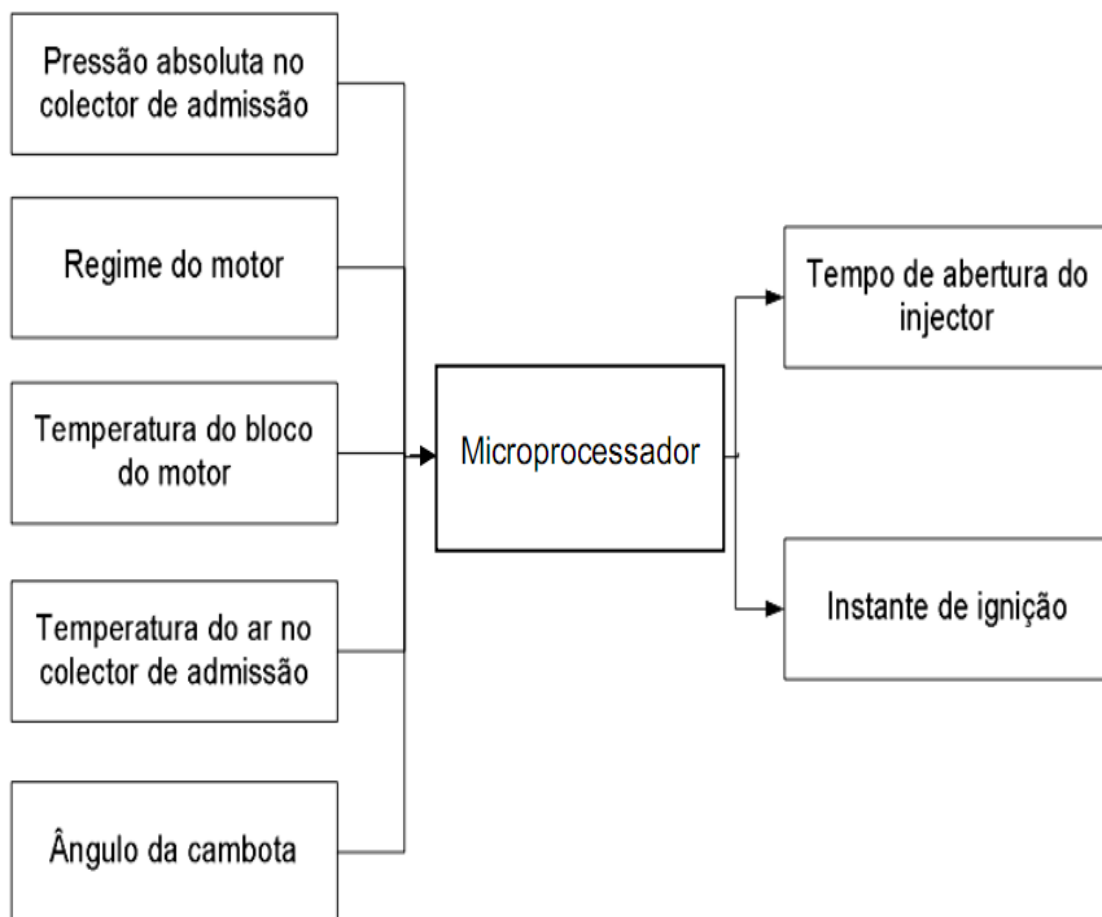 Pressão absoluta no
colector de admissão
Regime do motor
Temperatura do bloco
do motor
Temperatura do ar no
colector de admissão
Ângulo da cambota
Microprocessador
Tempo de abertura do
injector
Instante de ignição